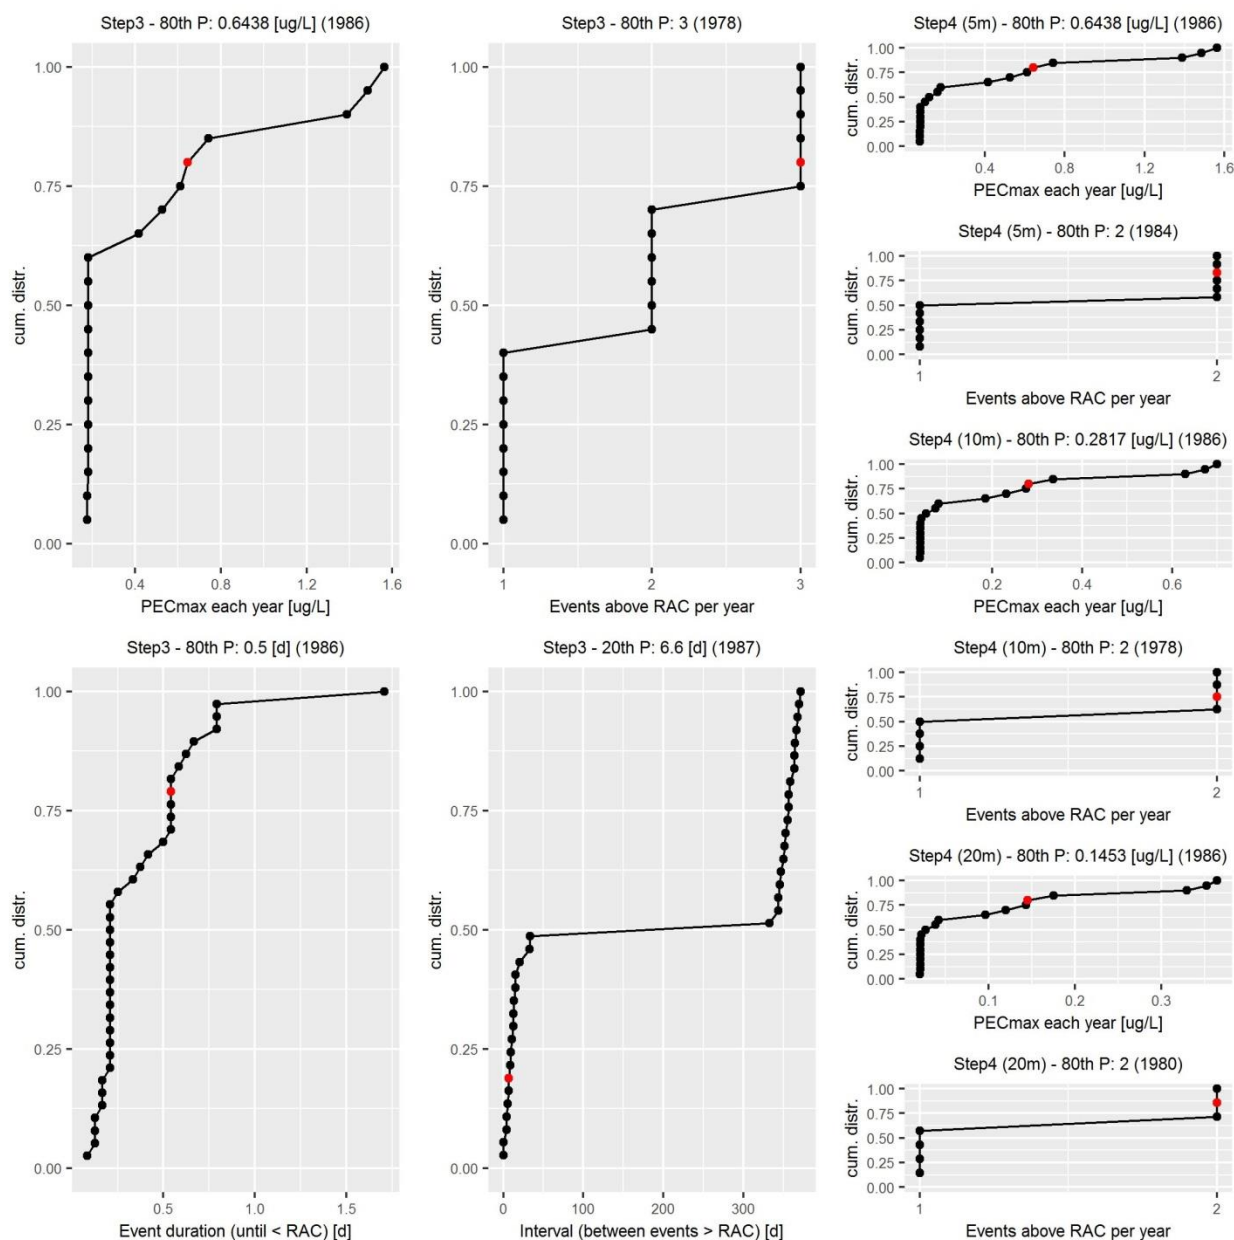 Step3 - 80th P: 0.6438 [ug/L] (1986)
1.00
0.75
0.50
0.25
0.00
cum. distr.
0.4
0.8
1.2
1.6
PECmax each year [ug/L]
Step3 - 80th P: 3 (1978)
1.00
0.75
0.50
0.25
0.00
cum. distr.
1
2
3
Events above RAC per year
Step4 (5m) - 80th P: 0.6438 [ug/L] (1986)
1.00
0.75
0.50
0.25
0.00
cum. distr.
0.4
0.8
1.2
1.6
PECmax each year [ug/L]
Step4 (5m) - 80th P: 2 (1984)
1.00
0.75
0.50
0.25
0.00
cum. distr.
1
2
Events above RAC per year
Step4 (10m) - 80th P: 0.2817 [ug/L] (1986)
1.00
0.75
0.50
0.25
0.00
cum. distr.
0.2
0.4
0.6
PECmax each year [ug/L]
Step3 - 80th P: 0.5 [d] (1986)
1.00
0.75
0.50
0.25
0.00
cum. distr.
0.5
1.0
1.5
Event duration (until < RAC) [d]
Step3 - 20th P: 6.6 [d] (1987)
1.00
0.75
0.50
0.25
0.00
cum. distr.
0
100
200
300
Interval (between events > RAC) [d]
Step4 (10m) - 80th P: 2 (1978)
1.00
0.75
0.50
0.25
0.00
cum. distr.
1
2
Events above RAC per year
Step4 (20m) - 80th P: 0.1453 [ug/L] (1986)
1.00
0.75
0.50
0.25
0.00
cum. distr.
0.1
0.2
0.3
PECmax each year [ug/L]
Step4 (20m) - 80th P: 2 (1980)
1.00
0.75
0.50
0.25
0.00
cum. distr.
1
2
Events above RAC per year